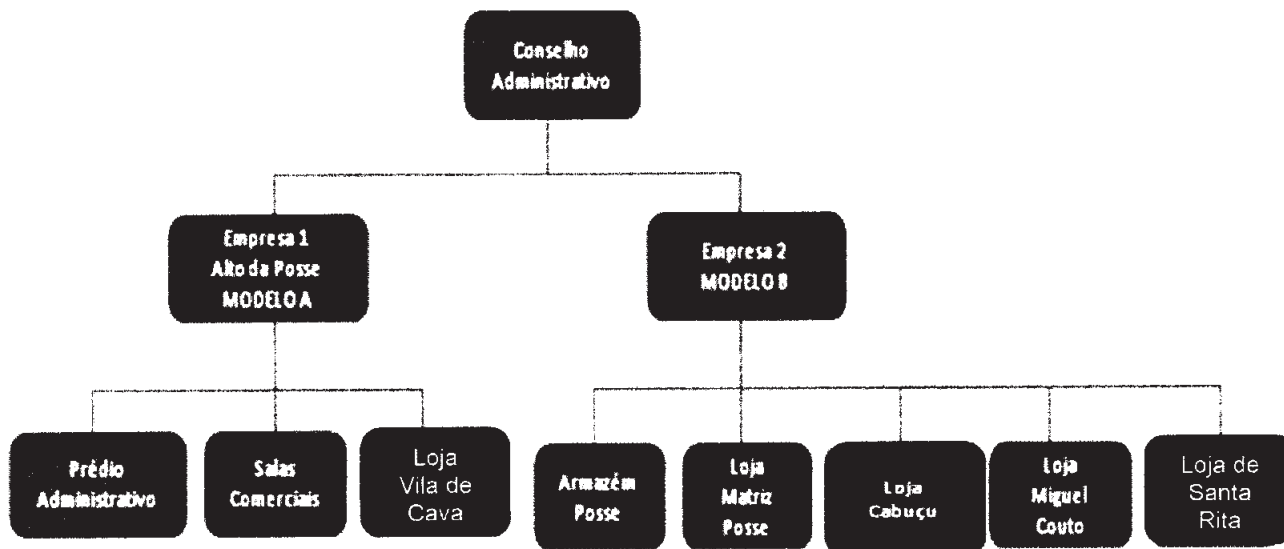 Conselho
Administrativo
Empresa 1
Alto da Posse
MODELO A
Empresa 2
MODELO B
Prédio
Administrativo
Salas
Comerciais
Loja
Vila de
Cava
Armazém
Posse
Loja
Matriz
Posse
Loja
Cabuçu
Loja
Miguel
Couto
Loja de
Santa
Rita